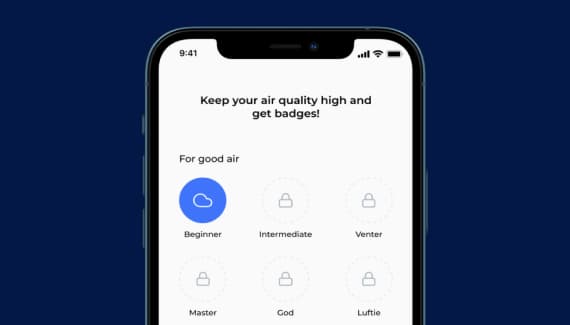 9:41
Keep your air quality high and
get badges!
For good air
Beginner Intermediate Venter
Master God Luftie